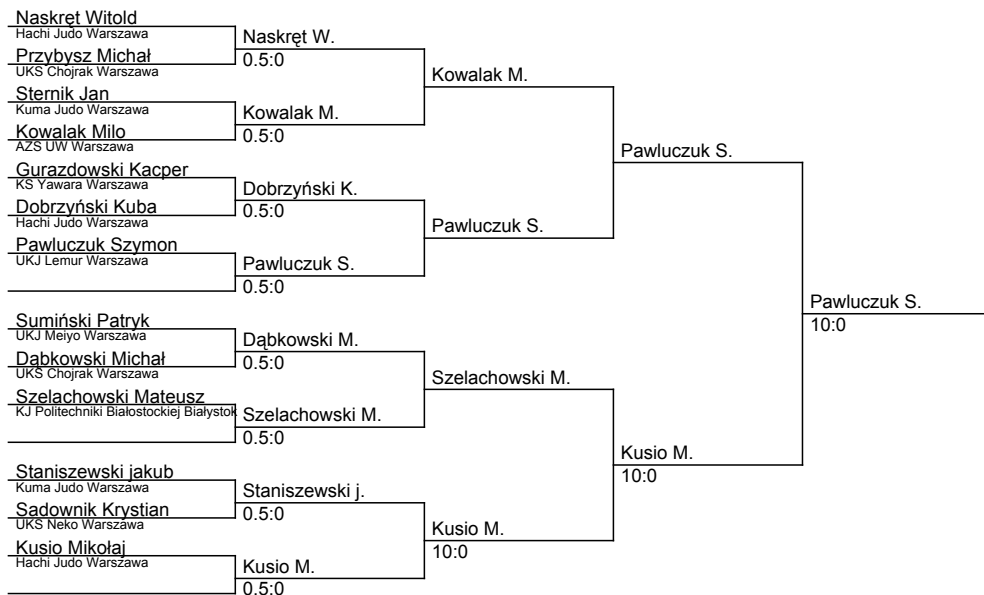 Naskręt Witold
Hachi Judo Warszawa
Przybysz Michał
UKS Chojrak Warszawa
Sternik Jan
Kuma Judo Warszawa
Kowalak Milo
AZS UW Warszawa
Gurazdowski Kacper
KS Yawara Warszawa
Dobrzyński Kuba
Hachi Judo Warszawa
Pawluczuk Szymon
UKJ Lemur Warszawa
Sumiński Patryk
UKJ Meiyo Warszawa
Dąbkowski Michał
UKS Chojrak Warszawa
Szelachowski Mateusz
KJ Politechniki Białostockiej Białystok
Staniszewski jakub
Kuma Judo Warszawa
Sadownik Krystian
UKS Neko Warszawa
Kusio Mikołaj
Hachi Judo Warszawa
Naskręt W.
0.5:0
Kowalak M.
0.5:0
Dobrzyński K.
0.5:0
Pawluczuk S.
0.5:0
Dąbkowski M.
0.5:0
Szelachowski M.
0.5:0
Staniszewski j.
0.5:0
Kusio M.
0.5:0
Kowalak M.
Pawluczuk S.
Szelachowski M.
Kusio M.
10:0
Pawluczuk S.
Kusio M.
10:0
Pawluczuk S.
10:0